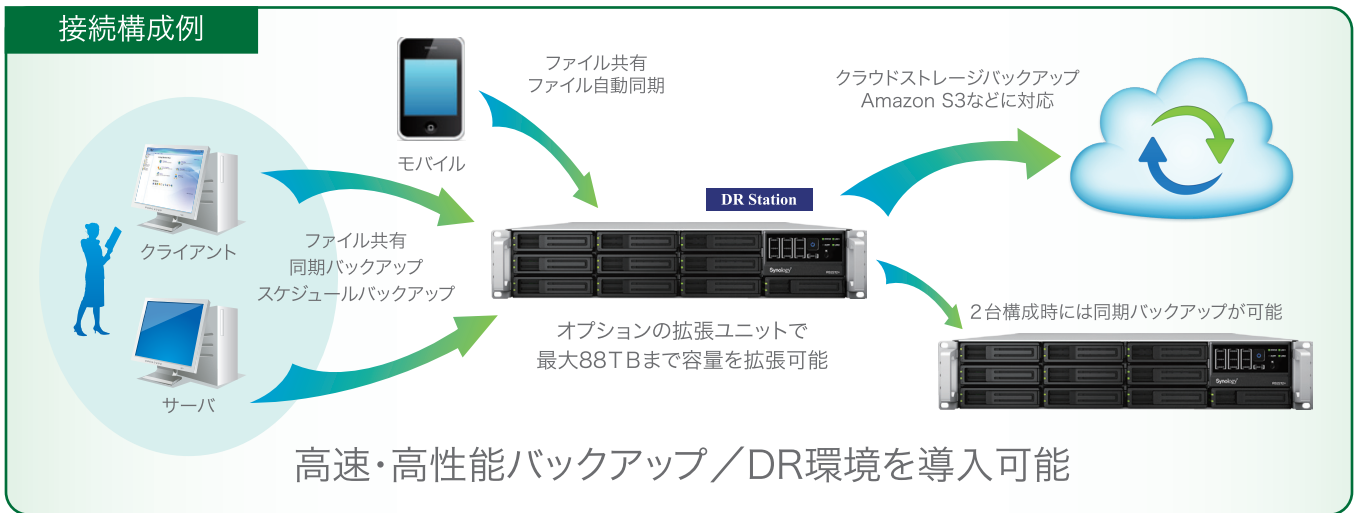 接続構成例
モバイル
ファイル共有
ファイル自動同期
クラウドストレージバックアップ
Amazon S3などに対応
クライアント
ファイル共有
同期バックアップ
スケジュールバックアップ
サーバ
DR Station
Synology
オプションの拡張ユニットで
最大88TBまで容量を拡張可能
2台構成時には同期バックアップが可能
Synology
高速・高性能バックアップ／DR環境を導入可能